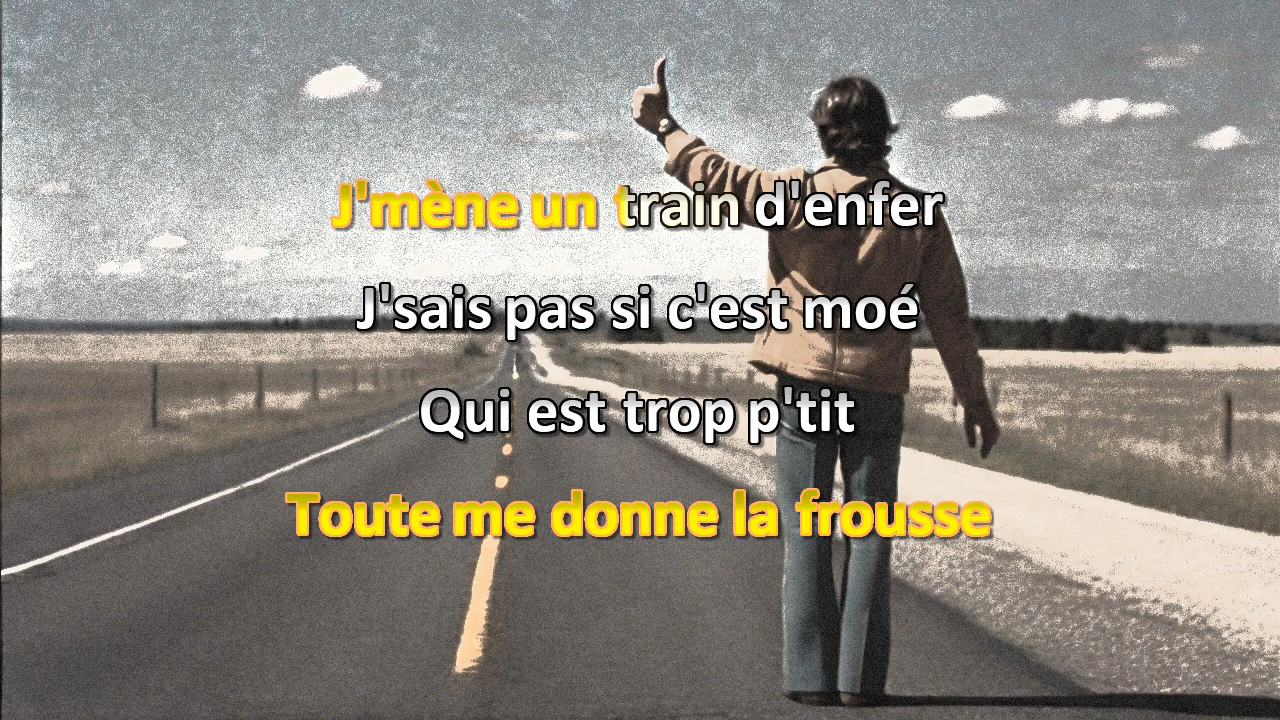 J'mène un train d'enfer
J'sais pas si c'est moé
Qui est trop p'tit
Toute me donne la frousse